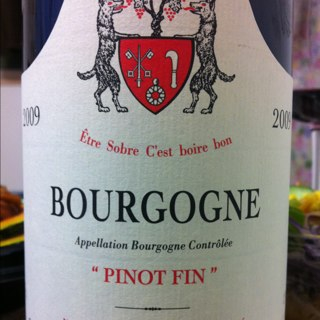 2009 2009
Être Sobre C'est boire bon
BOURGOGNE
Appellation Bourgogne Contrôlée
" PINOT FIN "